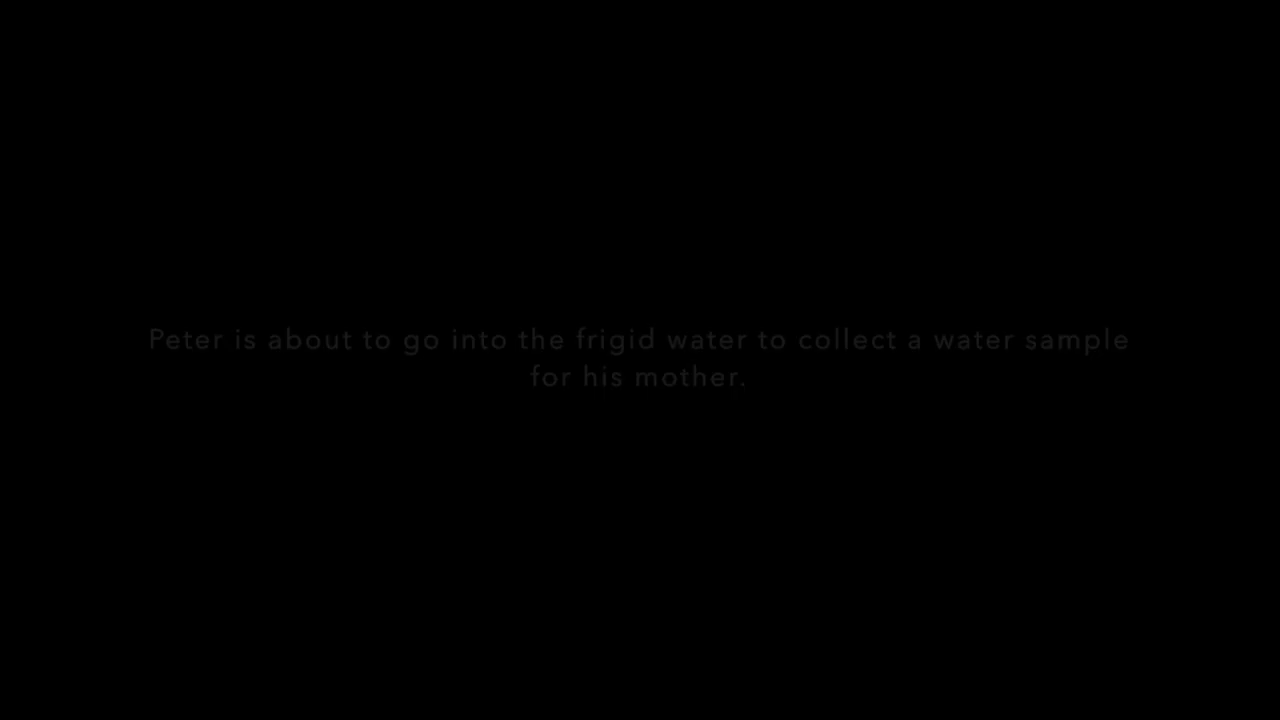 Peter is about to go into the frigid water to collect a water sample
for his mother.